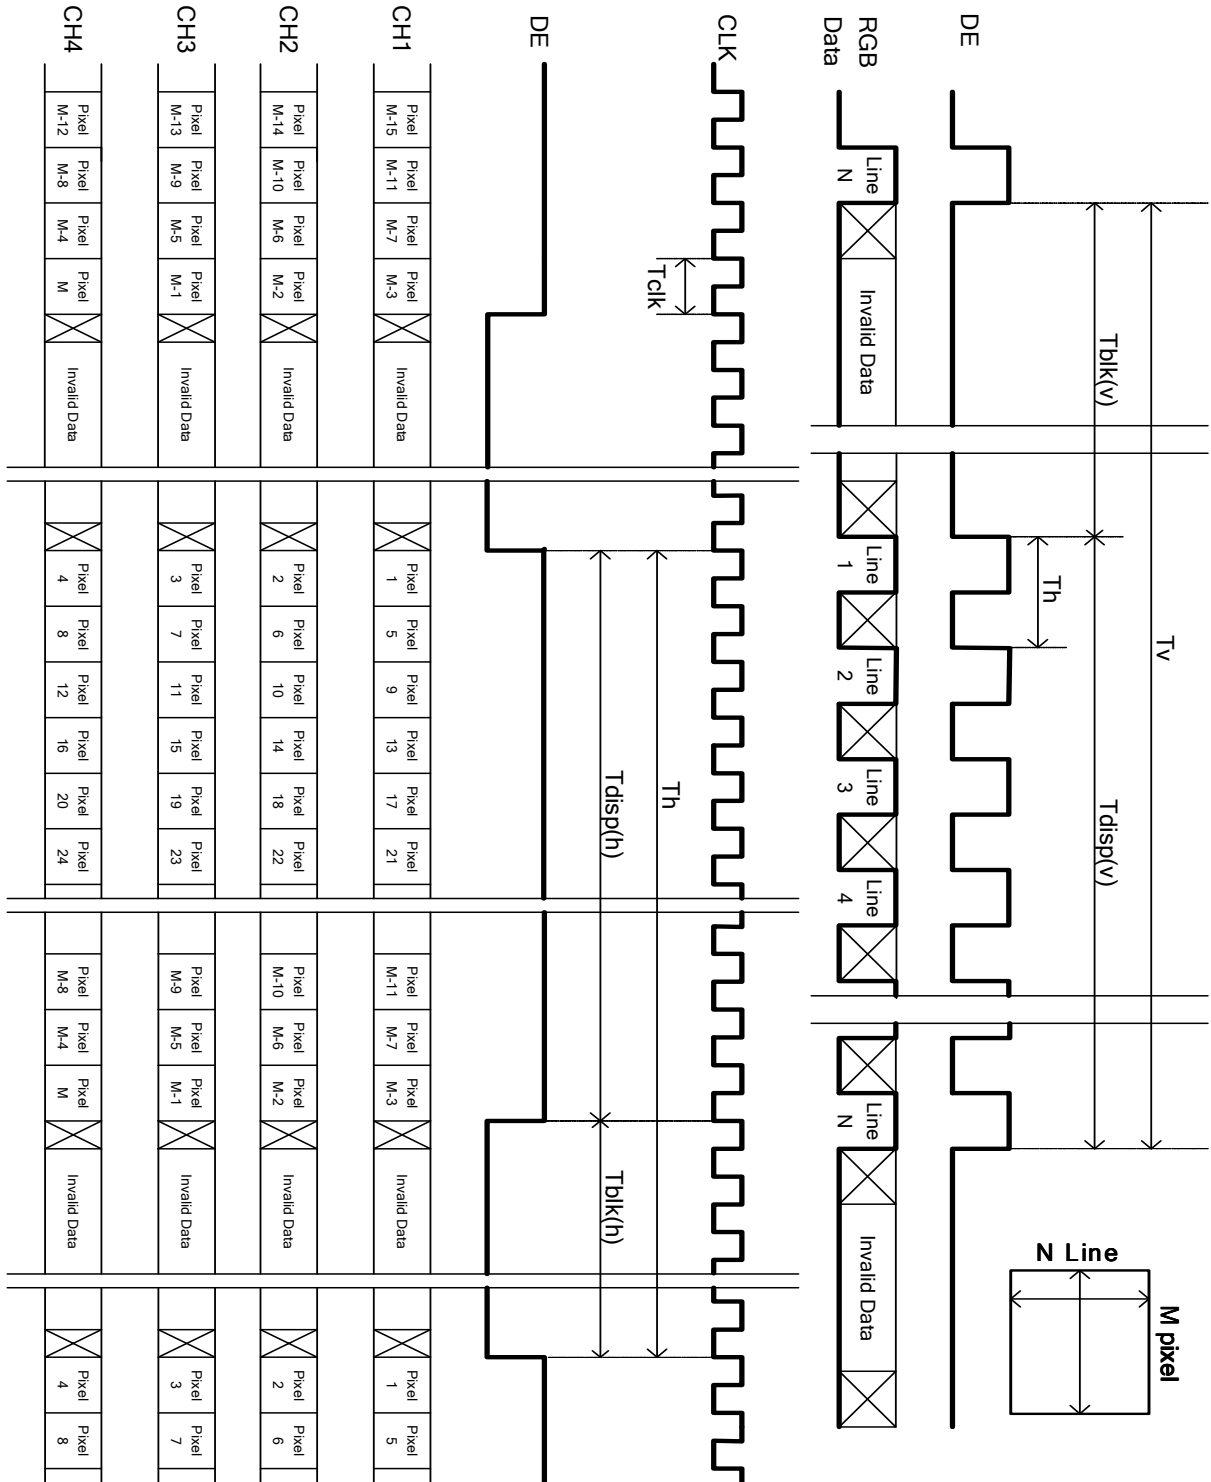 DE
Tv
Tblk(v)
Tdisp(v)
Th
RGB
Data
Line
N
Invalid Data
Line
1
Line
2
Line
3
Line
4
Line
N
Invalid Data
M pixel
N Line
CLK
Tclk
Th
Tdisp(h)
Tblk(h)
DE
CH1
Pixel
M-15
Pixel
M-11
Pixel
M-7
Pixel
M-3
Invalid Data
Pixel
1
Pixel
5
Pixel
9
Pixel
13
Pixel
17
Pixel
21
Pixel
M-11
Pixel
M-7
Pixel
M-3
Invalid Data
Pixel
1
Pixel
5
CH2
Pixel
M-14
Pixel
M-10
Pixel
M-6
Pixel
M-2
Invalid Data
Pixel
2
Pixel
6
Pixel
10
Pixel
14
Pixel
18
Pixel
22
Pixel
M-10
Pixel
M-6
Pixel
M-2
Invalid Data
Pixel
2
Pixel
6
CH3
Pixel
M-13
Pixel
M-9
Pixel
M-5
Pixel
M-1
Invalid Data
Pixel
3
Pixel
7
Pixel
11
Pixel
15
Pixel
19
Pixel
23
Pixel
M-9
Pixel
M-5
Pixel
M-1
Invalid Data
Pixel
3
Pixel
7
CH4
Pixel
M-12
Pixel
M-8
Pixel
M-4
Pixel
M
Invalid Data
Pixel
4
Pixel
8
Pixel
12
Pixel
16
Pixel
20
Pixel
24
Pixel
M-8
Pixel
M-4
Pixel
M
Invalid Data
Pixel
4
Pixel
8